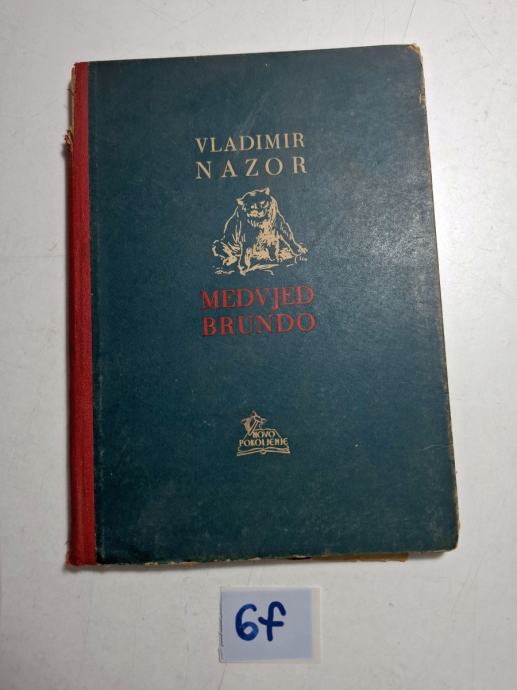 VLADIMIR
NAZOR
MEDVJED
BRUNDO
NOVO
POKOLJENJE
6f